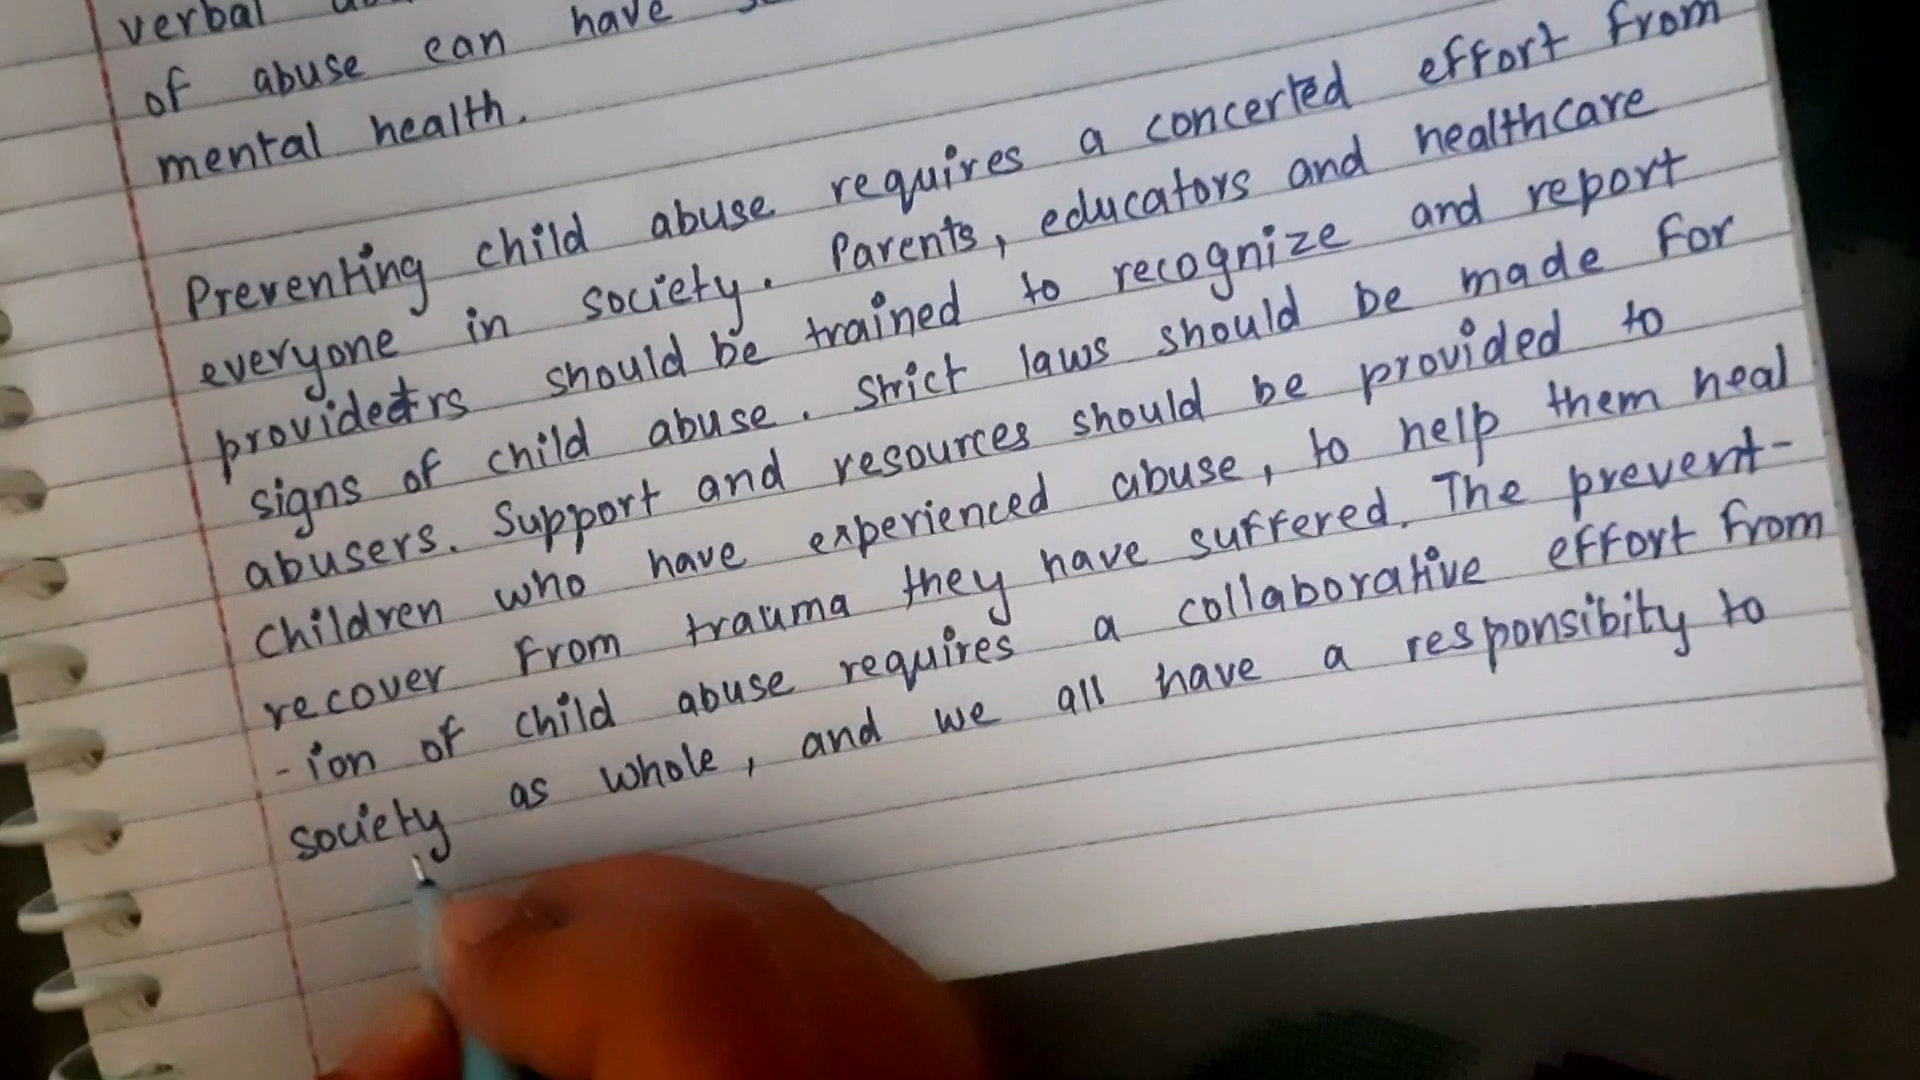 verbal
of abuse can have
mental health.
Preventing child abuse requires a concerted effort from
everyone in society. Parents, educators and healthcare
providers should be trained to recognize and report
signs of child abuse. Strict laws should be made for
abusers. Support and resources should be provided to
children who have experienced abuse, to help them heal
recover from trauma they have suffered. The prevent-
-ion of child abuse requires a collaborative effort from
society as whole, and we all have a responsibity to